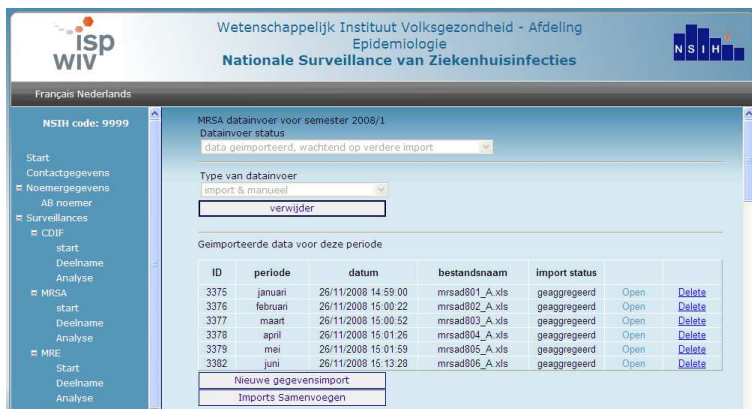 isp
WIV
Wetenschappelijk Instituut Volksgezondheid - Afdeling
Epidemiologie
Nationale Surveillance van Ziekenhuisinfecties
NSIH
Français Nederlands
NSIH code: 9999
Start
Contactgegevens
Noemergegevens
AB noemer
Surveillances
CDIF
start
Deelname
Analyse
MRSA
start
Deelname
Analyse
MRE
Start
Deelname
Analyse
MRSA datainvoer voor semester 2008/1
Datainvoer status
data geimporteerd, wachtend op verdere import
Type van datainvoer
import & manueel
verwijder
Geimporteerde data voor deze periode
ID periode datum bestandsnaam import status
3375 januari 26/11/2008 14:59:00 mrsad801_A.xls geaggregeerd Open Delete
3376 februari 26/11/2008 15:00:22 mrsad802_A.xls geaggregeerd Open Delete
3377 maart 26/11/2008 15:00:52 mrsad803_A.xls geaggregeerd Open Delete
3378 april 26/11/2008 15:01:26 mrsad804_A.xls geaggregeerd Open Delete
3379 mei 26/11/2008 15:01:59 mrsad805_A.xls geaggregeerd Open Delete
3382 juni 26/11/2008 15:13:28 mrsad806_A.xls geaggregeerd Open Delete
Nieuwe gegevensimport
Imports Samenvoegen